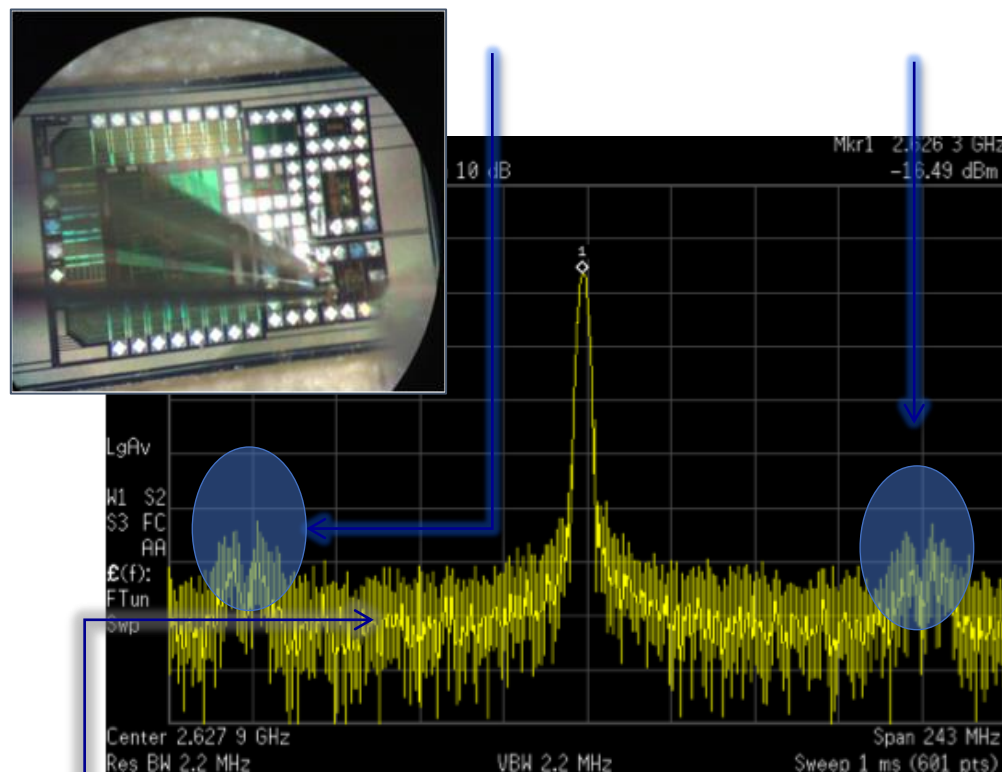 Mkr1 2.626 3 GHz
10 dB
-16.49 dBm
1
LgAv
W1 S2
S3 FC
AA
£(f):
FTun
Swp
Center 2.627 9 GHz
Span 243 MHz
Res BW 2.2 MHz
VBW 2.2 MHz
Sweep 1 ms (601 pts)